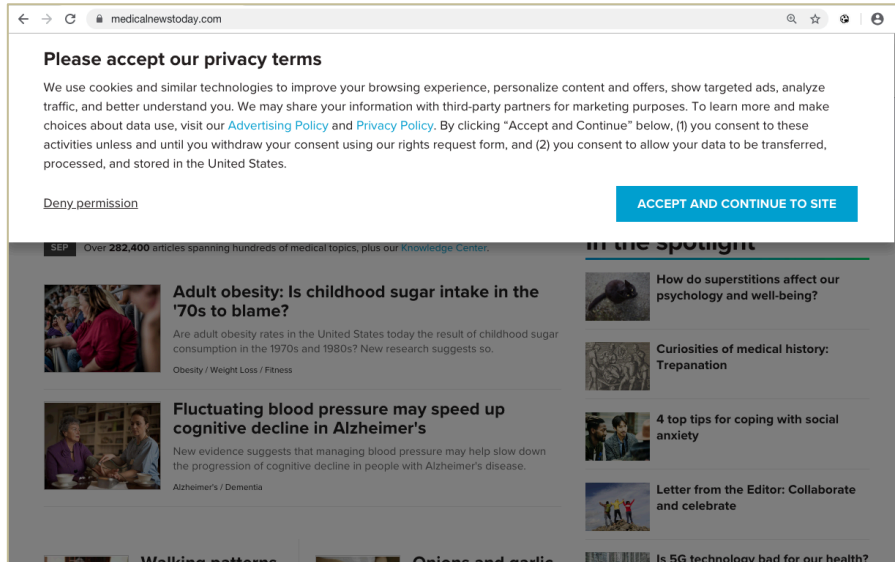 medicalnewstoday.com
Please accept our privacy terms
We use cookies and similar technologies to improve your browsing experience, personalize content and offers, show targeted ads, analyze
traffic, and better understand you. We may share your information with third-party partners for marketing purposes. To learn more and make
choices about data use, visit our Advertising Policy and Privacy Policy. By clicking “Accept and Continue” below, (1) you consent to these
activities unless and until you withdraw your consent using our rights request form, and (2) you consent to allow your data to be transferred,
processed, and stored in the United States.
Deny permission
ACCEPT AND CONTINUE TO SITE
SEP Over 282,400 articles spanning hundreds of medical topics, plus our Knowledge Center.
Adult obesity: Is childhood sugar intake in the
'70s to blame?
Are adult obesity rates in the United States today the result of childhood sugar
consumption in the 1970s and 1980s? New research suggests so.
Obesity / Weight Loss / Fitness
Fluctuating blood pressure may speed up
cognitive decline in Alzheimer's
New evidence suggests that managing blood pressure may help slow down
the progression of cognitive decline in people with Alzheimer's disease.
Alzheimer's / Dementia
Walking patterns
Onions and garlic
In the spotlight
How do superstitions affect our
psychology and well-being?
Curiosities of medical history:
Trepanation
4 top tips for coping with social
anxiety
Letter from the Editor: Collaborate
and celebrate
Is 5G technology bad for our health?